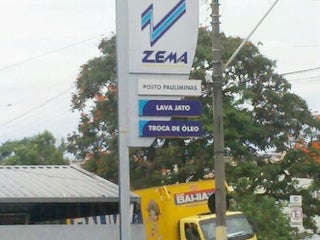 ZEMA
POSTO PAULIMINAS
LAVA JATO
TROCA DE ÓLEO
BAHIA